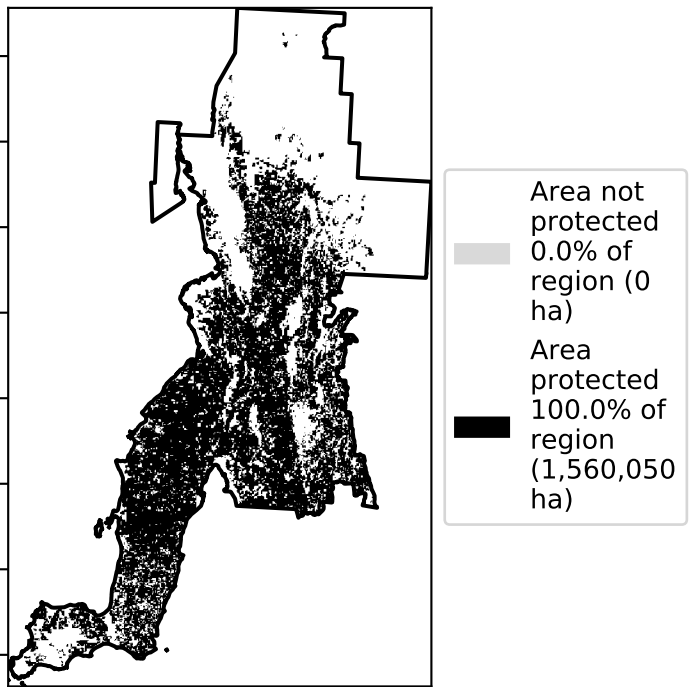 Area not
protected
0.0% of
region (0
ha)
Area
protected
100.0% of
region
(1,560,050
ha)